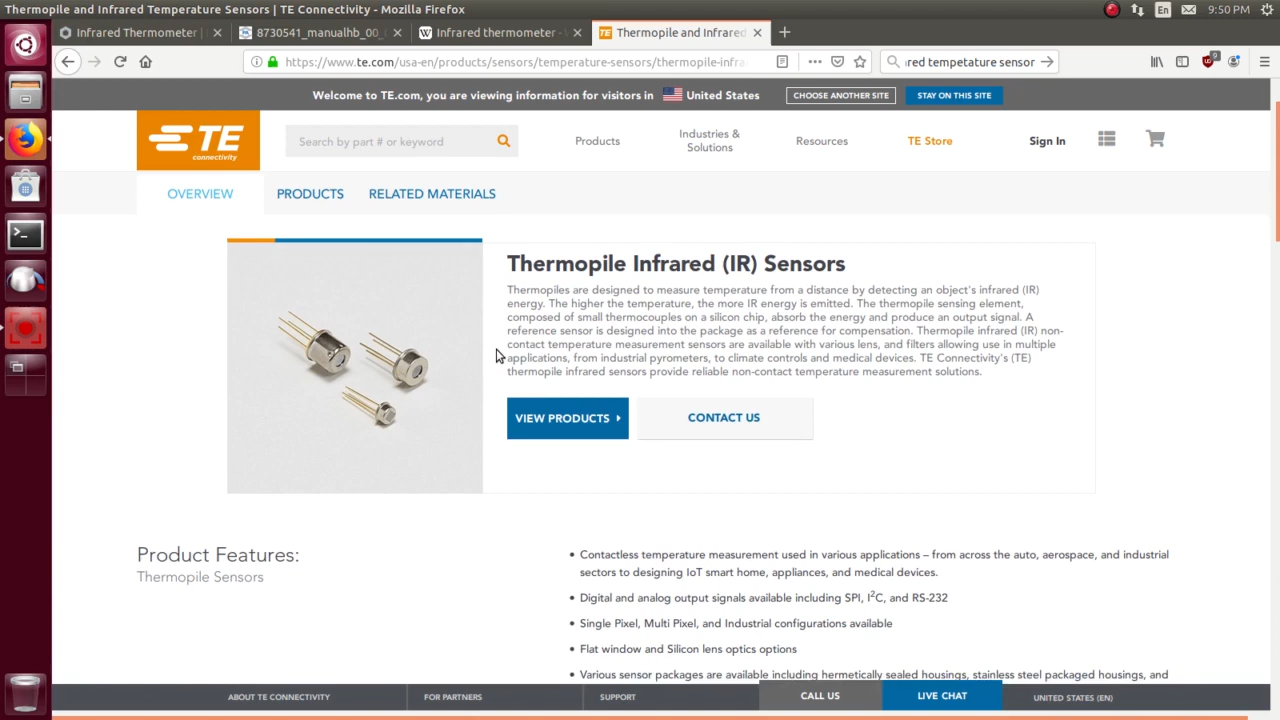 Thermopile and Infrared Temperature Sensors | TE Connectivity - Mozilla Firefox
En
9:50 PM
Infrared Thermometer
8730541_manualhb_00_
W Infrared thermometer -
TE Thermopile and Infrared
https://www.te.com/usa-en/products/sensors/temperature-sensors/thermopile-infra
red tempetature sensor
9
Welcome to TE.com, you are viewing information for visitors in United States
CHOOSE ANOTHER SITE
STAY ON THIS SITE
TE
connectivity
Search by part # or keyword
Products
Industries &
Solutions
Resources
TE Store
Sign In
OVERVIEW
PRODUCTS
RELATED MATERIALS
Thermopile Infrared (IR) Sensors
Thermopiles are designed to measure temperature from a distance by detecting an object's infrared (IR)
energy. The higher the temperature, the more IR energy is emitted. The thermopile sensing element,
composed of small thermocouples on a silicon chip, absorb the energy and produce an output signal. A
reference sensor is designed into the package as a reference for compensation. Thermopile infrared (IR) non-
contact temperature measurement sensors are available with various lens, and filters allowing use in multiple
applications, from industrial pyrometers, to climate controls and medical devices. TE Connectivity's (TE)
thermopile infrared sensors provide reliable non-contact temperature measurement solutions.
VIEW PRODUCTS
CONTACT US
Product Features:
Thermopile Sensors
• Contactless temperature measurement used in various applications – from across the auto, aerospace, and industrial
sectors to designing IoT smart home, appliances, and medical devices.
• Digital and analog output signals available including SPI, I²C, and RS-232
• Single Pixel, Multi Pixel, and Industrial configurations available
• Flat window and Silicon lens optics options
• Various sensor packages are available including hermetically sealed housings, stainless steel packaged housings, and
ABOUT TE CONNECTIVITY
FOR PARTNERS
SUPPORT
CALL US
LIVE CHAT
UNITED STATES (EN)